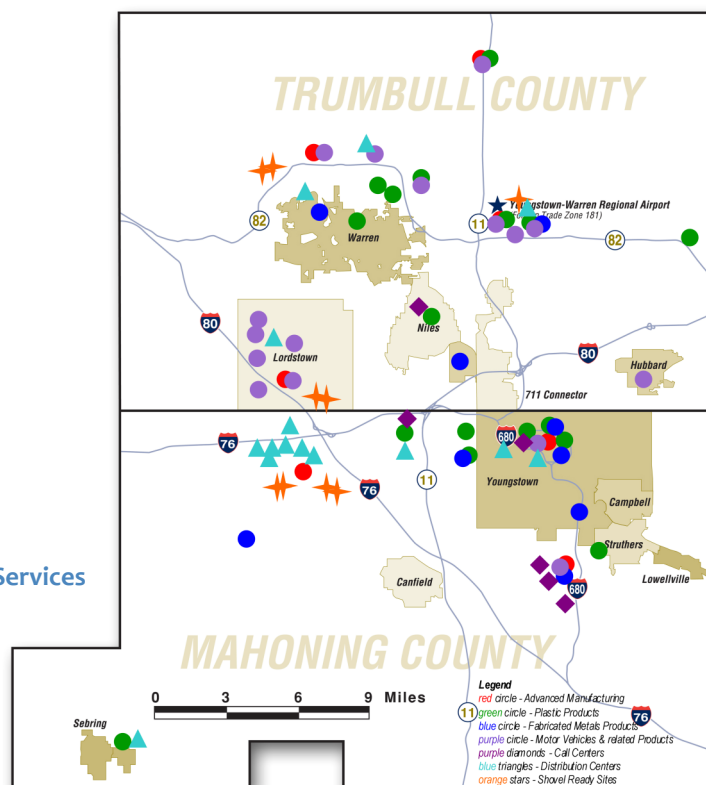 TRUMBULL COUNTY
Youngstown-Warren Regional Airport
Trade Zone 181)
82
Warren
11
82
80
Niles
Lordstown
80
Hubbard
711 Connector
76
680
11
76
Youngstown
Campbell
Struthers
Lowellville
Services
Canfield
680
MAHONING COUNTY
0 3 6 9 Miles
Sebring
11
76
Legend
red circle - Advanced Manufacturing
green circle - Plastic Products
blue circle - Fabricated Metals Products
purple circle - Motor Vehicles & related Products
purple diamonds - Call Centers
blue triangles - Distribution Centers
orange stars - Shovel Ready Sites